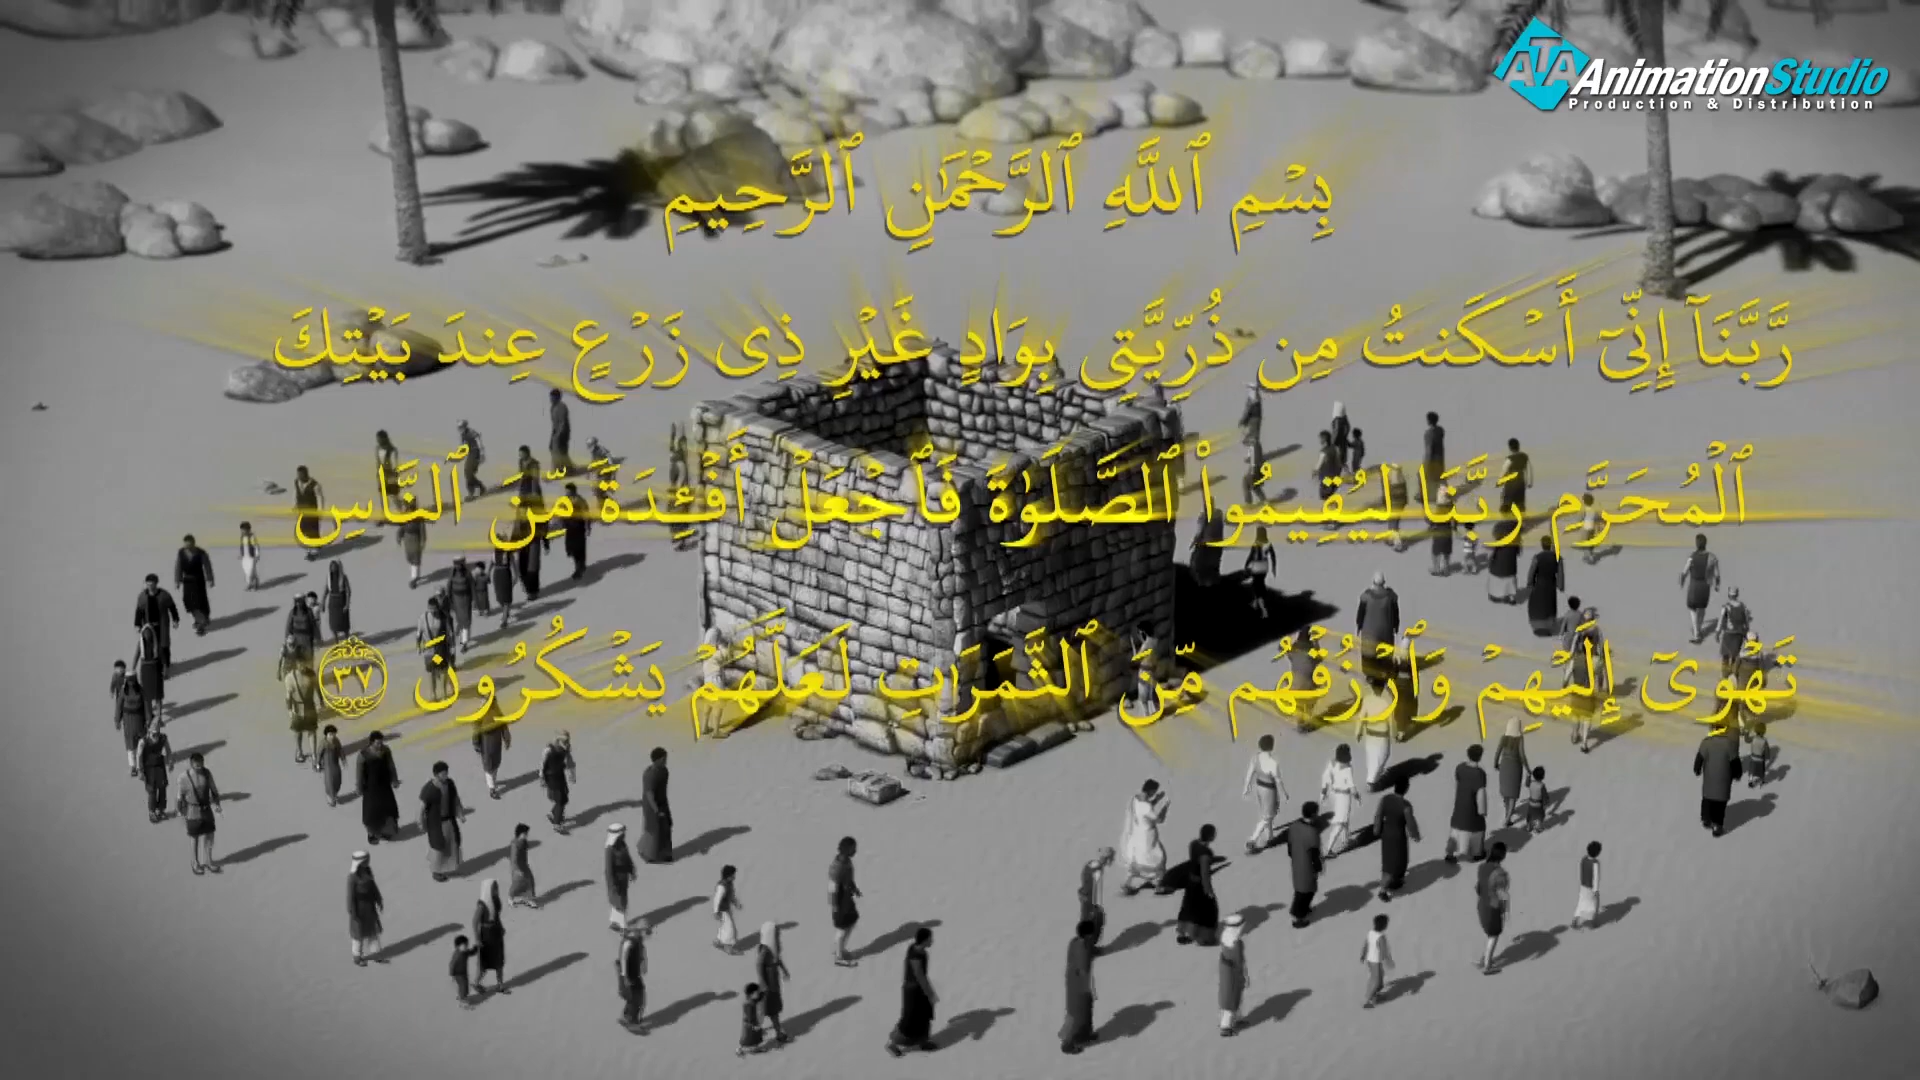 ATA AnimationStudio
Production & Distribution
بِسْمِ ٱللَّهِ ٱلرَّحْمَٰنِ ٱلرَّحِيمِ
رَّبَّنَآ إِنِّىٓ أَسْكَنتُ مِن ذُرِّيَّتِى بِوَادٍ غَيْرِ ذِى زَرْعٍ عِندَ بَيْتِكَ
ٱلْمُحَرَّمِ رَبَّنَا لِيُقِيمُوا۟ ٱلصَّلَوٰةَ فَٱجْعَلْ أَفْـِٔدَةً مِّنَ ٱلنَّاسِ
تَهْوِىٓ إِلَيْهِمْ وَٱرْزُقْهُم مِّنَ ٱلثَّمَرَٰتِ لَعَلَّهُمْ يَشْكُرُونَ ٣٧